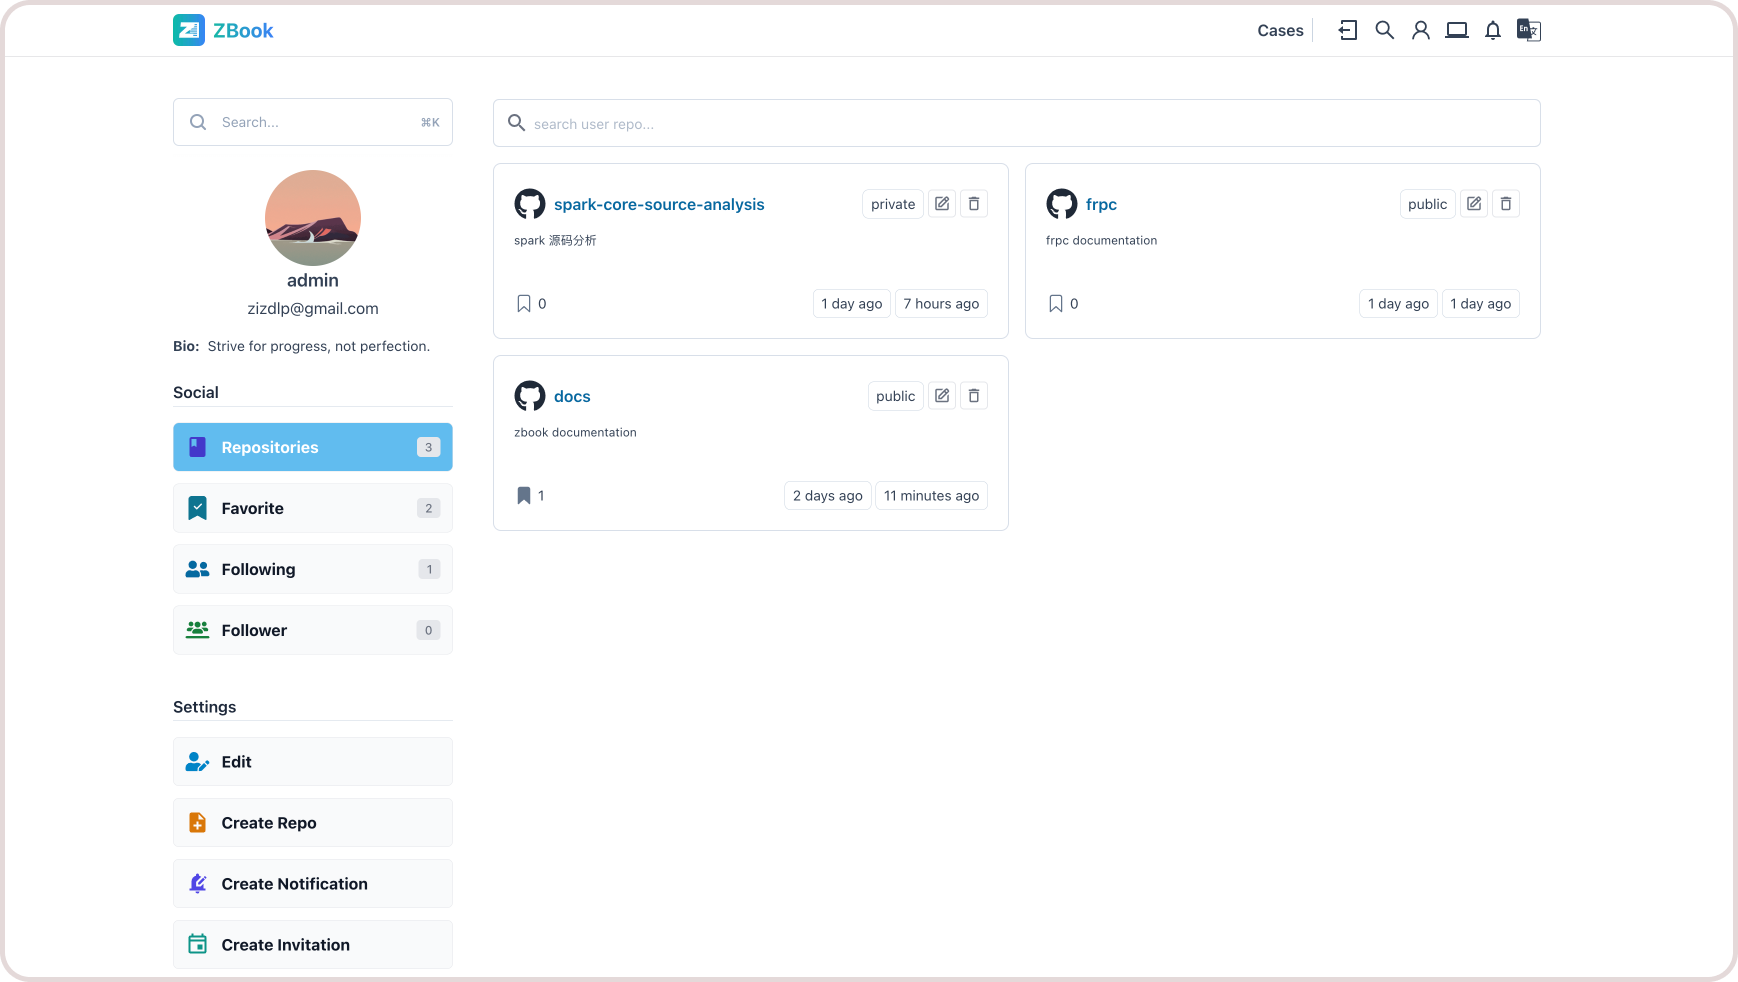 ZBook
Cases
En 文
Search... ⌘K
admin
zizdlp@gmail.com
Bio: Strive for progress, not perfection.
Social
Repositories 3
Favorite 2
Following 1
Follower 0
Settings
Edit
Create Repo
Create Notification
Create Invitation
search user repo...
spark-core-source-analysis private
spark 源码分析
0 1 day ago 7 hours ago
frpc public
frpc documentation
0 1 day ago 1 day ago
docs public
zbook documentation
1 2 days ago 11 minutes ago